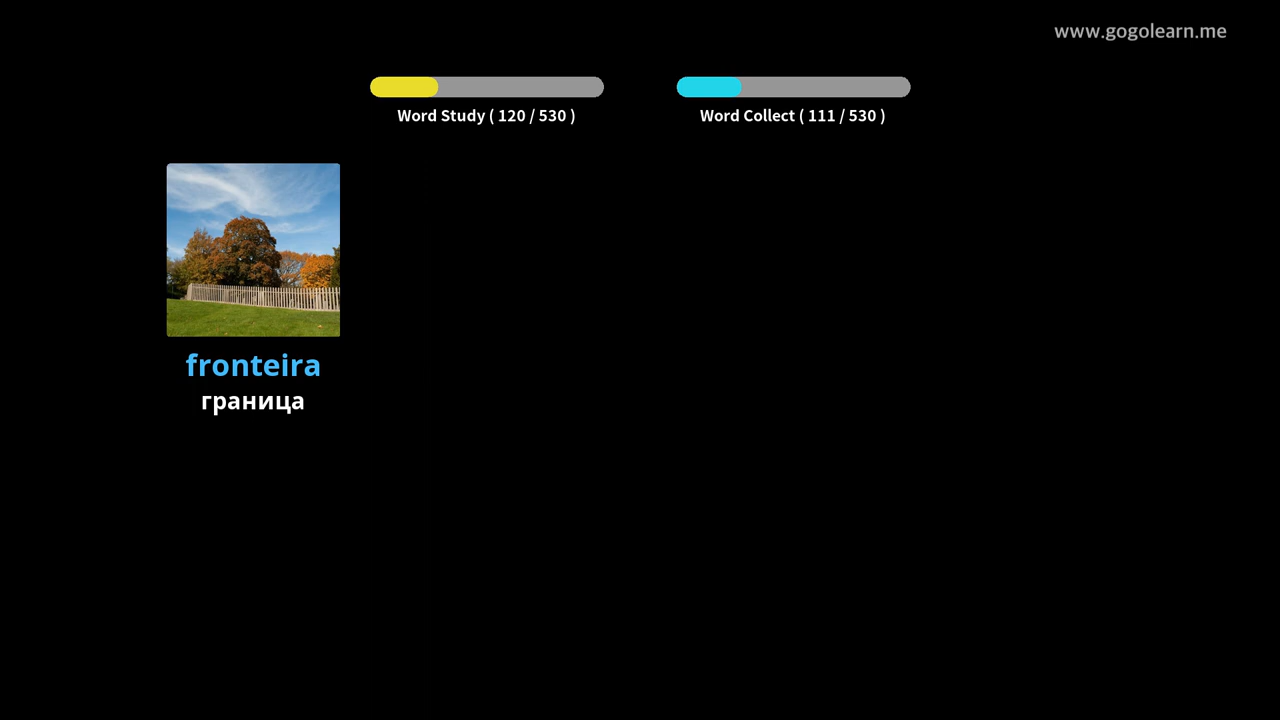 www.gogolearn.me
Word Study ( 120 / 530 )
Word Collect ( 111 / 530 )
fronteira
граница